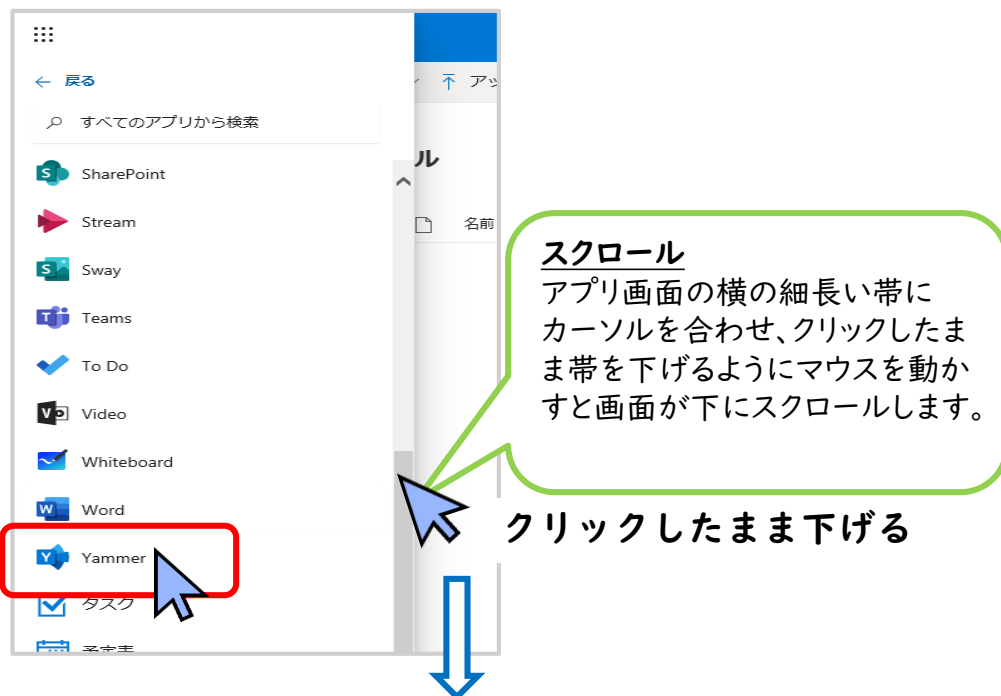 戻る
アッ
すべてのアプリから検索
ル
SharePoint
Stream
名前
Sway
Teams
To Do
Video
Whiteboard
Word
Yammer
タスク
予定表
スクロール
アプリ画面の横の細長い帯に
カーソルを合わせ、クリックしたま
ま帯を下げるようにマウスを動か
すと画面が下にスクロールします。
クリックしたまま下げる